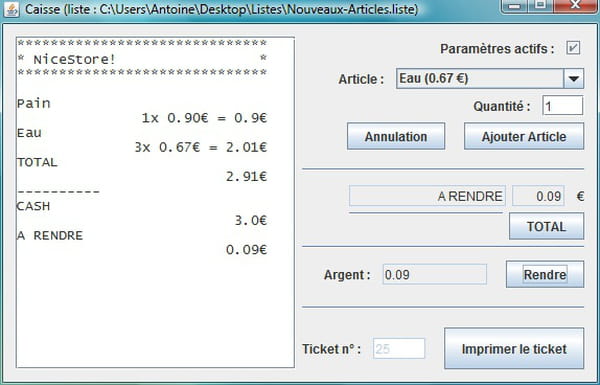 Caisse (liste : C:\Users\Antoine\Desktop\Listes\Nouveaux-Articles.liste)
*****************************
* NiceStore! *
*****************************
Pain
1x 0.90€ = 0.9€
Eau
3x 0.67€ = 2.01€
TOTAL
2.91€
----------
CASH
3.0€
A RENDRE
0.09€
Paramètres actifs :
Article : Eau (0.67 €)
Quantité : 1
Annulation Ajouter Article
A RENDRE 0.09 €
TOTAL
Argent : 0.09 Rendre
Ticket n° : 25 Imprimer le ticket